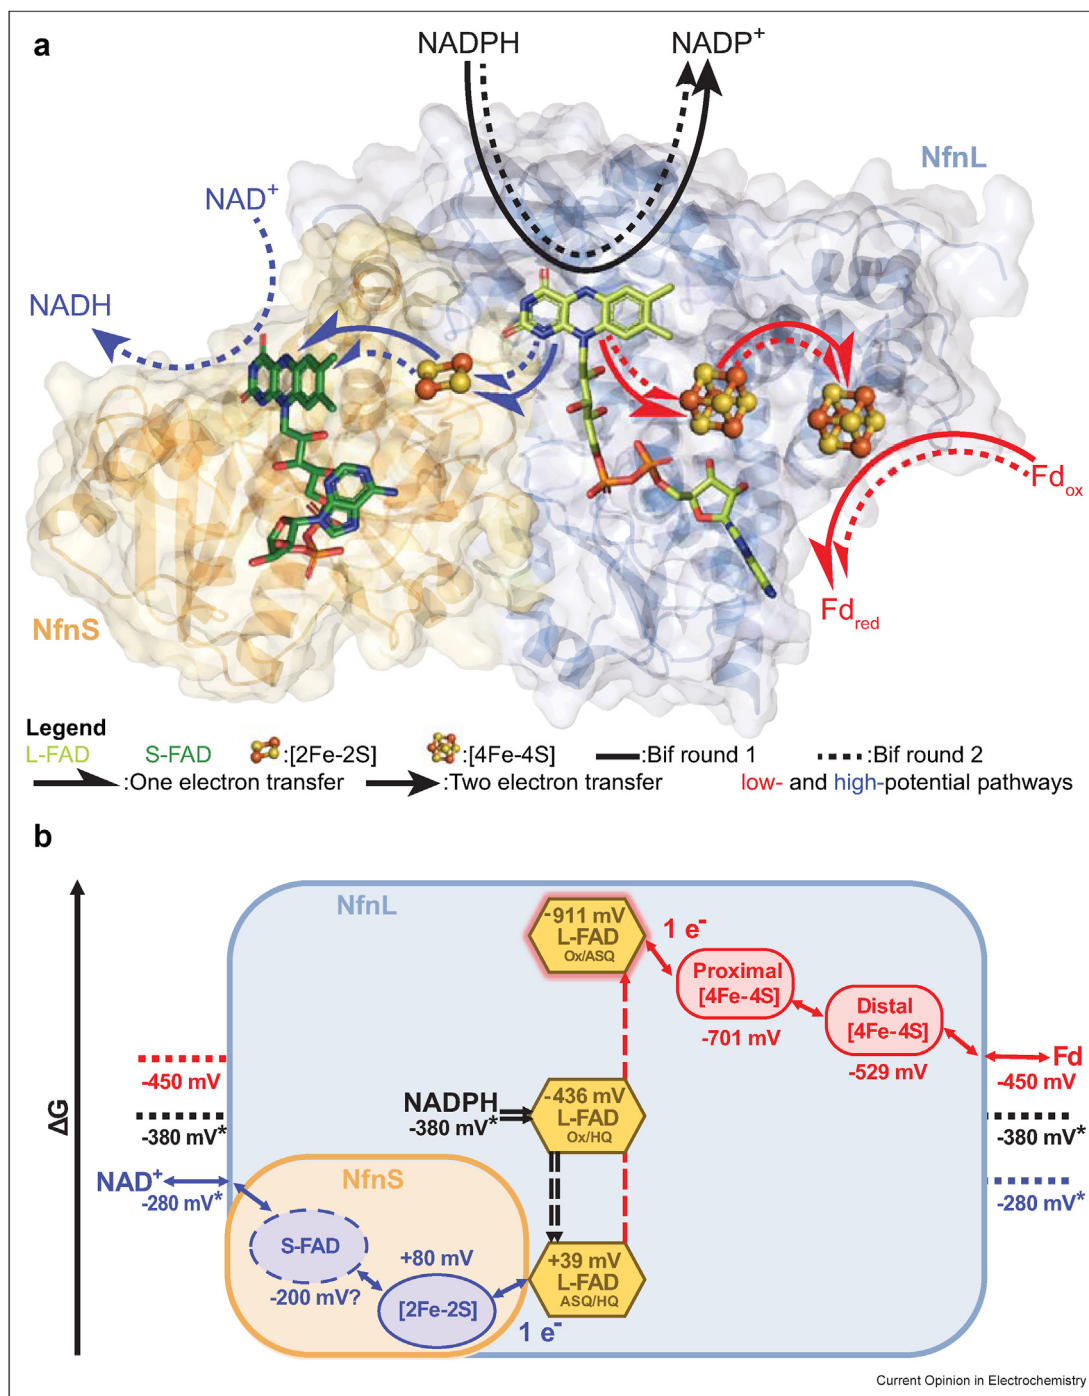 a
NADPH
NADP+
NfnL
NAD+
NADH
Fdox
Fdred
NfnS
Legend
L-FAD
S-FAD
:[2Fe-2S]
:[4Fe-4S]
:Bif round 1
:Bif round 2
:One electron transfer
:Two electron transfer
low- and high-potential pathways
b
ΔG
NfnL
-911 mV
L-FAD
Ox/ASQ
1 e-
Proximal
[4Fe-4S]
-701 mV
Distal
[4Fe-4S]
-529 mV
Fd
-450 mV
-450 mV
NADPH
-380 mV*
-436 mV
L-FAD
Ox/HQ
-380 mV*
-380 mV*
NAD+
-280 mV*
-280 mV*
NfnS
S-FAD
-200 mV?
+80 mV
[2Fe-2S]
1 e-
+39 mV
L-FAD
ASQ/HQ
Current Opinion in Electrochemistry